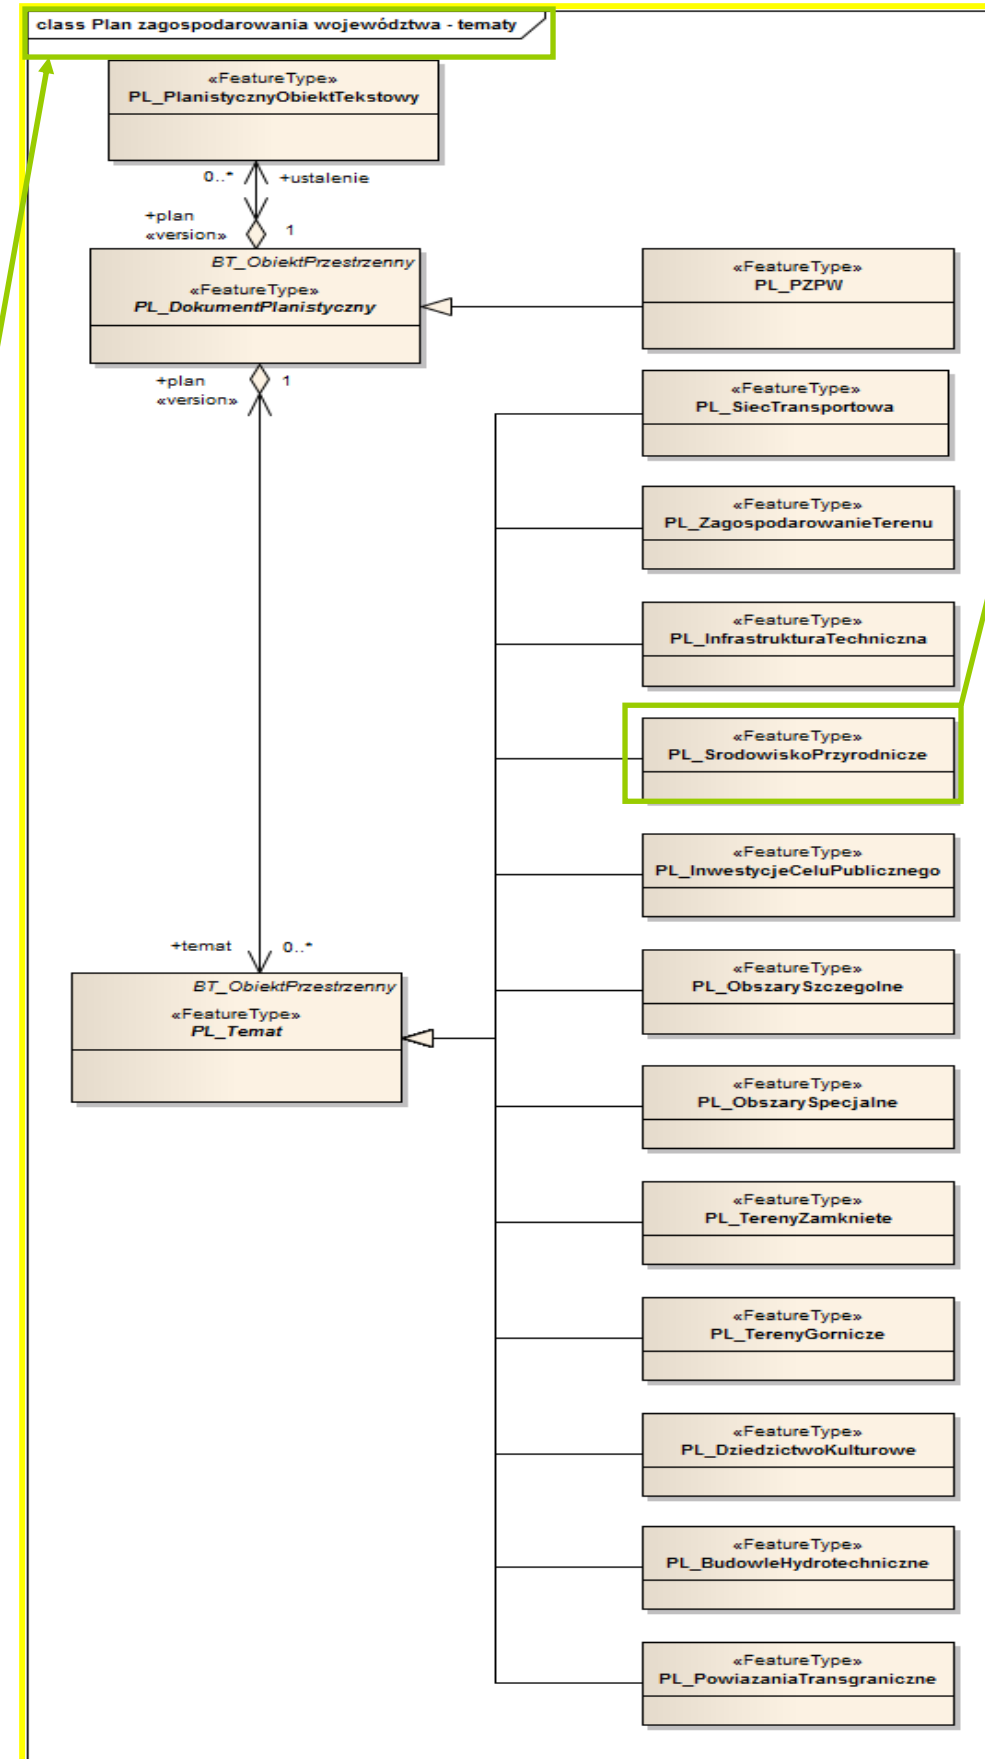 class Plan zagospodarowania województwa - tematy
«FeatureType»
PL_PlanistycznyObiektTekstowy
0..*
+ustalenie
+plan
«version»
1
BT_ObiektPrzestrzenny
«FeatureType»
PL_DokumentPlanistyczny
«FeatureType»
PL_PZPW
+plan
«version»
1
«FeatureType»
PL_SiecTransportowa
«FeatureType»
PL_ZagospodarowanieTerenu
«FeatureType»
PL_InfrastrukturaTechniczna
«FeatureType»
PL_SrodowiskoPrzyrodnicze
«FeatureType»
PL_InwestycjeCeluPublicznego
+temat
0..*
«FeatureType»
PL_ObszarySzczegolne
BT_ObiektPrzestrzenny
«FeatureType»
PL_Temat
«FeatureType»
PL_ObszarySpecjalne
«FeatureType»
PL_TerenyZamkniete
«FeatureType»
PL_TerenyGornicze
«FeatureType»
PL_DziedzictwoKulturowe
«FeatureType»
PL_BudowleHydrotechniczne
«FeatureType»
PL_PowiazaniaTransgraniczne